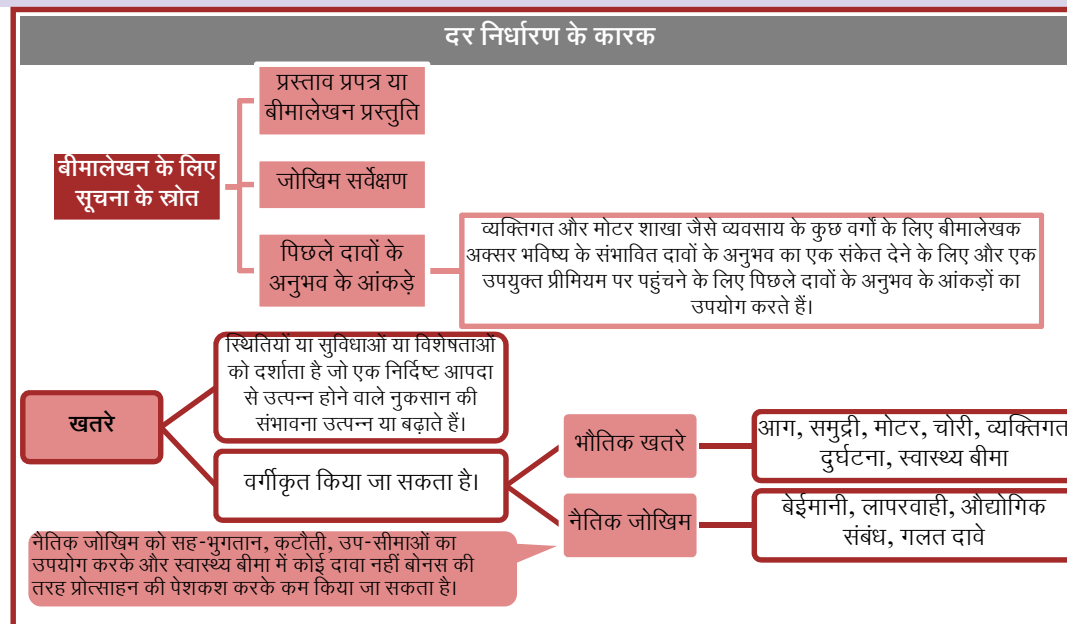 दर निर्धारण के कारक
प्रस्ताव प्रपत्र या
बीमालेखन प्रस्तुति
बीमालेखन के लिए
सूचना के स्रोत
जोखिम सर्वेक्षण
पिछले दावों के
अनुभव के आंकड़े
व्यक्तिगत और मोटर शाखा जैसे व्यवसाय के कुछ वर्गों के लिए बीमालेखक
अक्सर भविष्य के संभावित दावों के अनुभव का एक संकेत देने के लिए और एक
उपयुक्त प्रीमियम पर पहुंचने के लिए पिछले दावों के अनुभव के आंकड़ों का
उपयोग करते हैं।
खतरे
स्थितियों या सुविधाओं या विशेषताओं
को दर्शाता है जो एक निर्दिष्ट आपदा
से उत्पन्न होने वाले नुकसान की
संभावना उत्पन्न या बढ़ाते हैं।
वर्गीकृत किया जा सकता है।
भौतिक खतरे
आग, समुद्री, मोटर, चोरी, व्यक्तिगत
दुर्घटना, स्वास्थ्य बीमा
नैतिक जोखिम
बेईमानी, लापरवाही, औद्योगिक
संबंध, गलत दावे
नैतिक जोखिम को सह-भुगतान, कटौती, उप-सीमाओं का
उपयोग करके और स्वास्थ्य बीमा में कोई दावा नहीं बोनस की
तरह प्रोत्साहन की पेशकश करके कम किया जा सकता है।